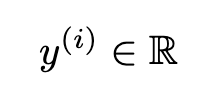 y^{(i)} ∈ ℝ